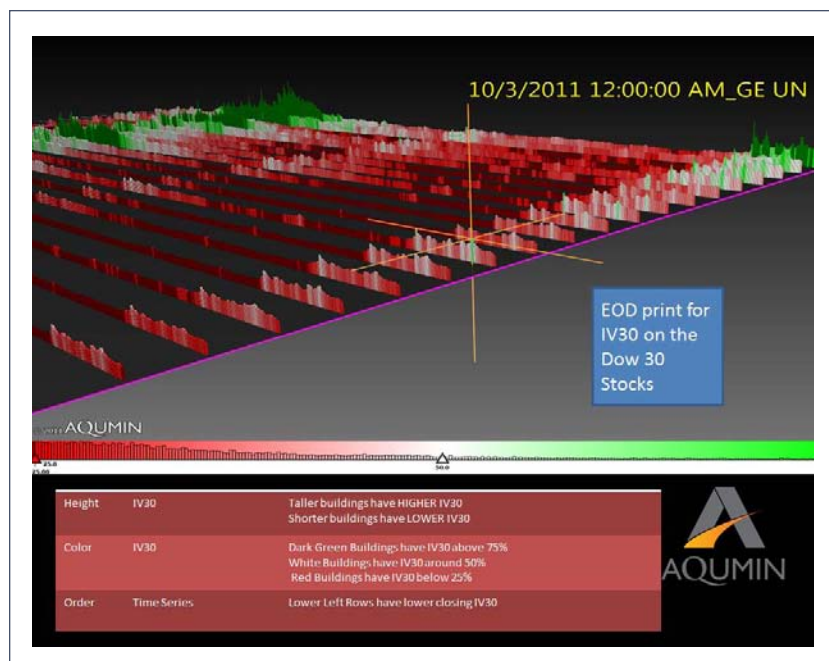 10/3/2011 12:00:00 AM_GE UN
EOD print for
IV30 on the
Dow 30
Stocks
AQUMIN
25.0
25.00
50.0
Height IV30 Taller buildings have HIGHER IV30
Shorter buildings have LOWER IV30
Color IV30 Dark Green Buildings have IV30 above 75%
White Buildings have IV30 around 50%
Red Buildings have IV30 below 25%
Order Time Series Lower Left Rows have lower closing IV30
AQUMIN